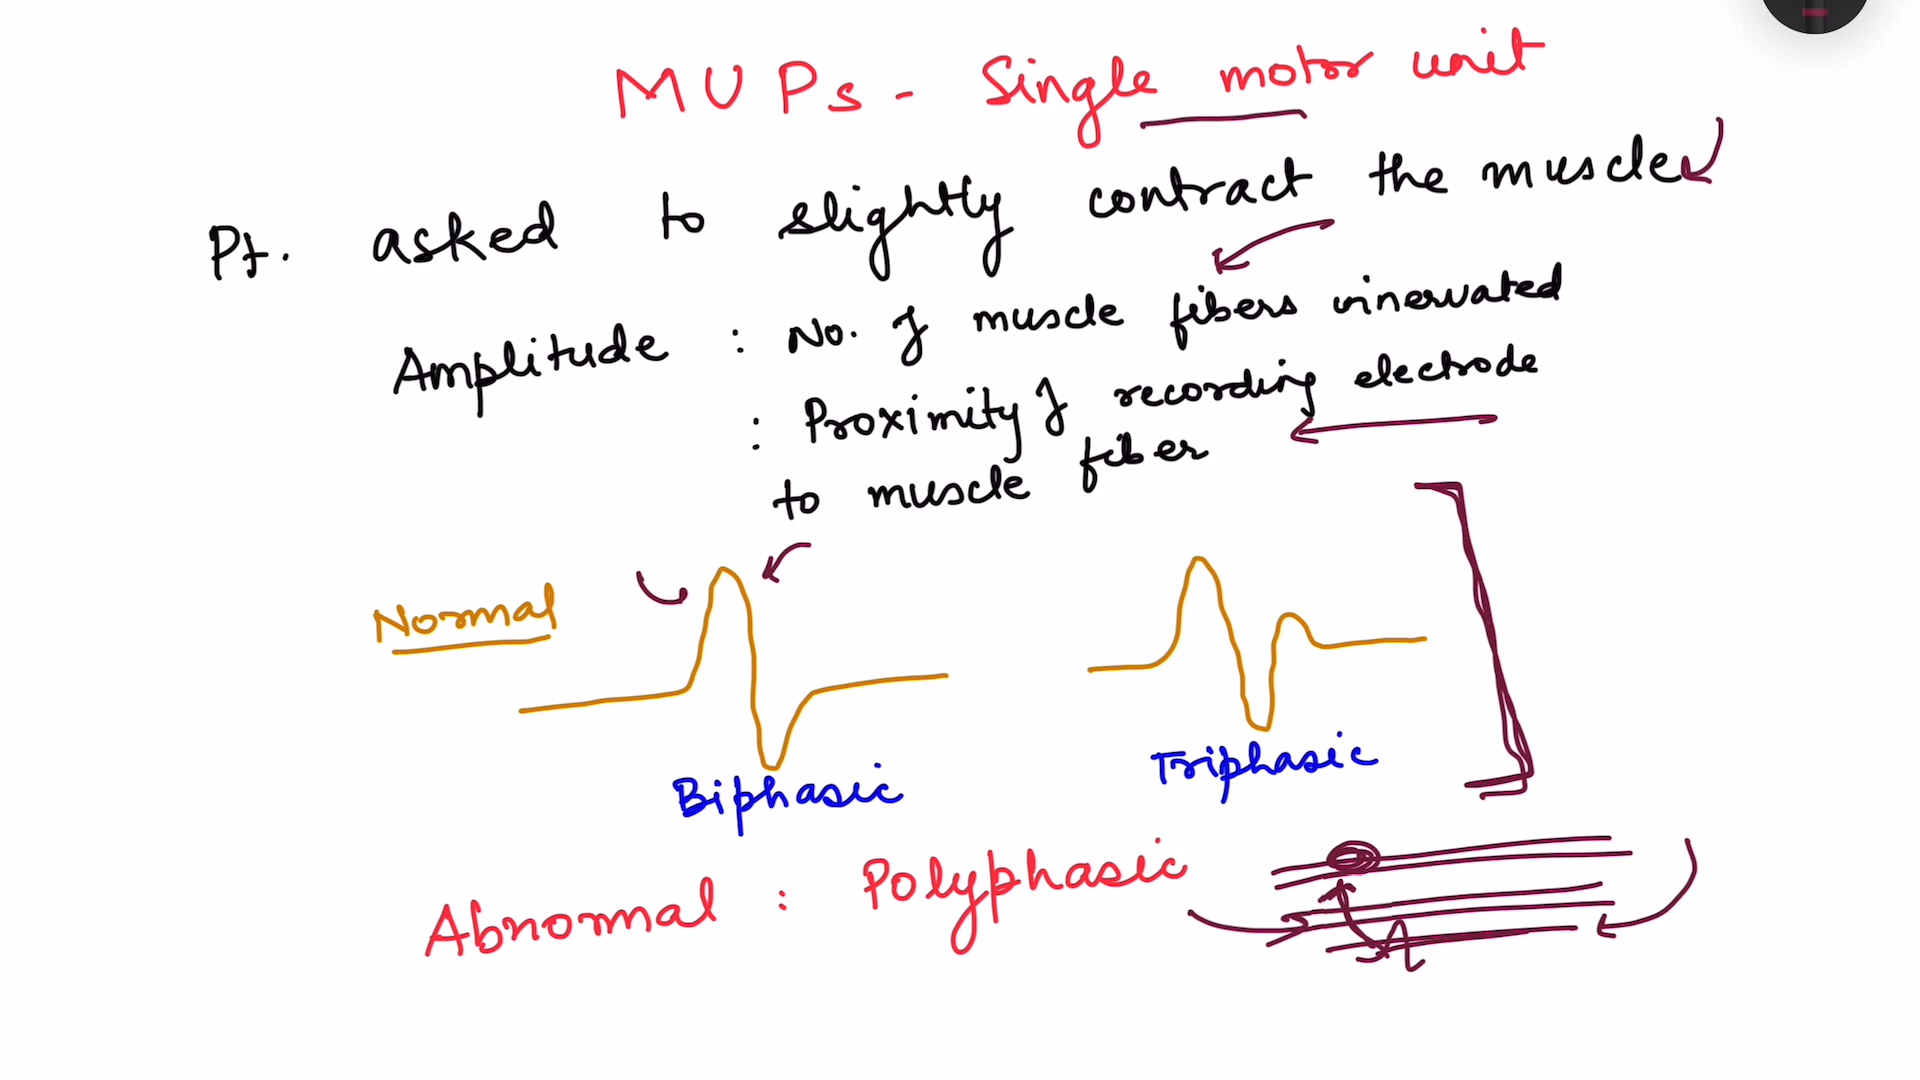 MUPs - Single motor unit
Pt. asked to slightly contract the muscle
Amplitude : No. of muscle fibers innervated
: Proximity of recording electrode
to muscle fiber
Normal
Biphasic
Triphasic
Abnormal : Polyphasic